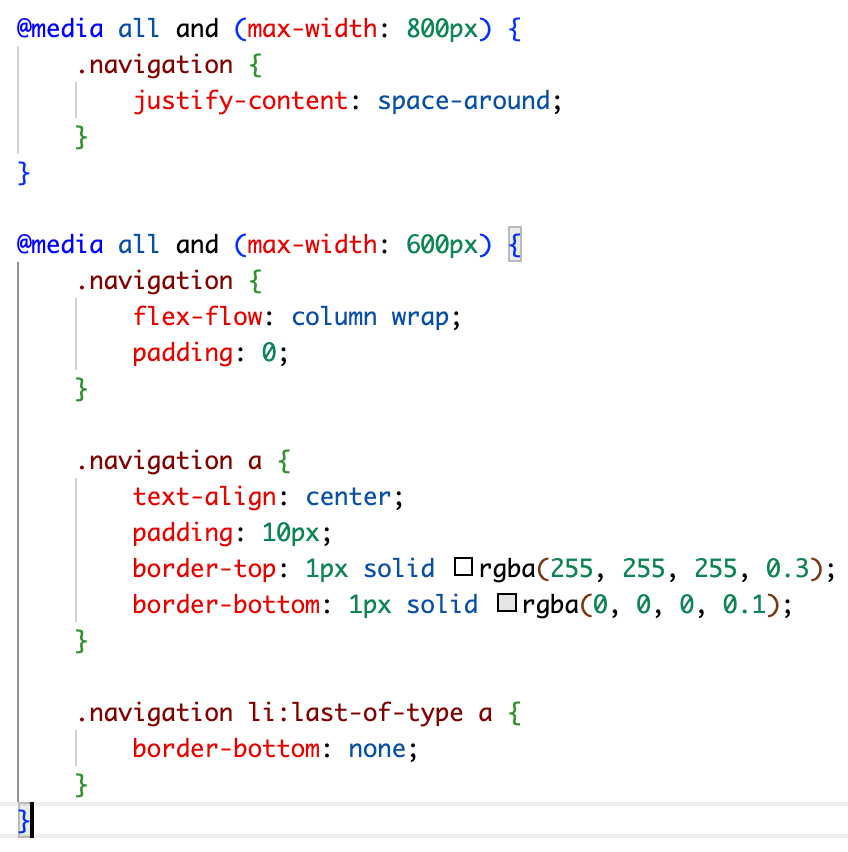 @media all and (max-width: 800px) {
    .navigation {
        justify-content: space-around;
    }
}

@media all and (max-width: 600px) {
    .navigation {
        flex-flow: column wrap;
        padding: 0;
    }

    .navigation a {
        text-align: center;
        padding: 10px;
        border-top: 1px solid rgba(255, 255, 255, 0.3);
        border-bottom: 1px solid rgba(0, 0, 0, 0.1);
    }

    .navigation li:last-of-type a {
        border-bottom: none;
    }
}